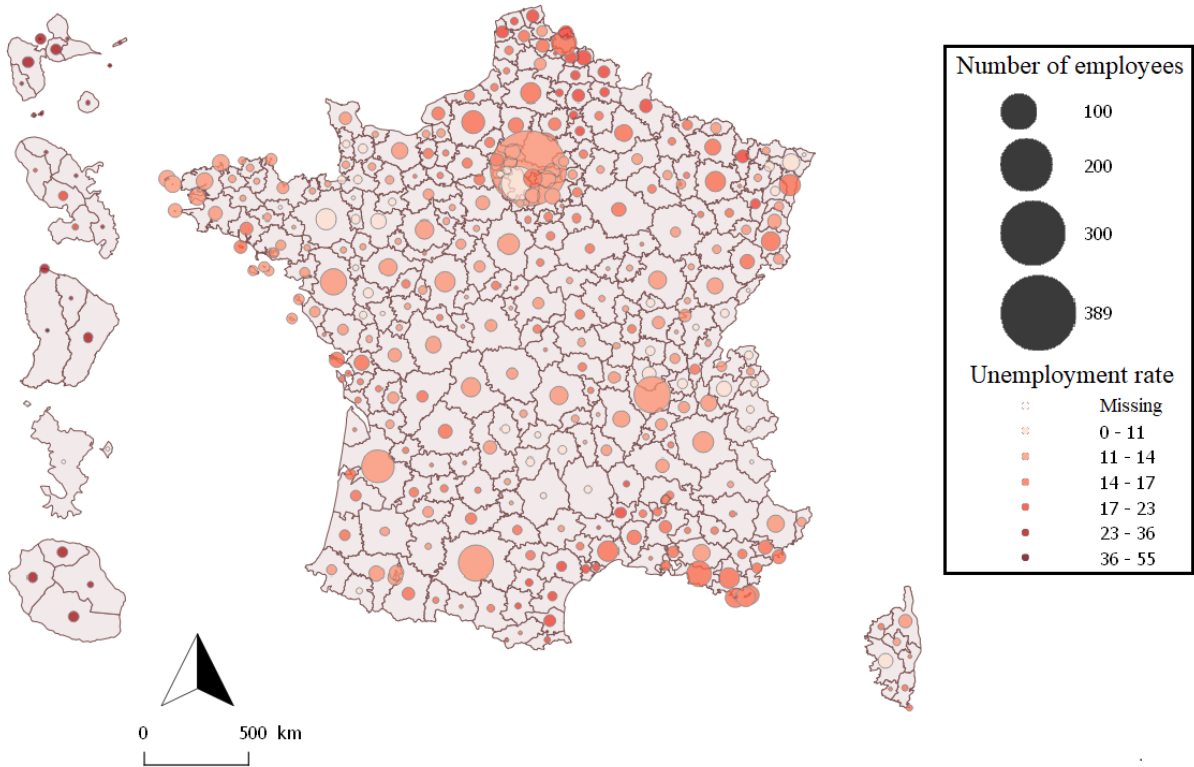 Number of employees
100
200
300
389
Unemployment rate
Missing
0 - 11
11 - 14
14 - 17
17 - 23
23 - 36
36 - 55
0 500 km